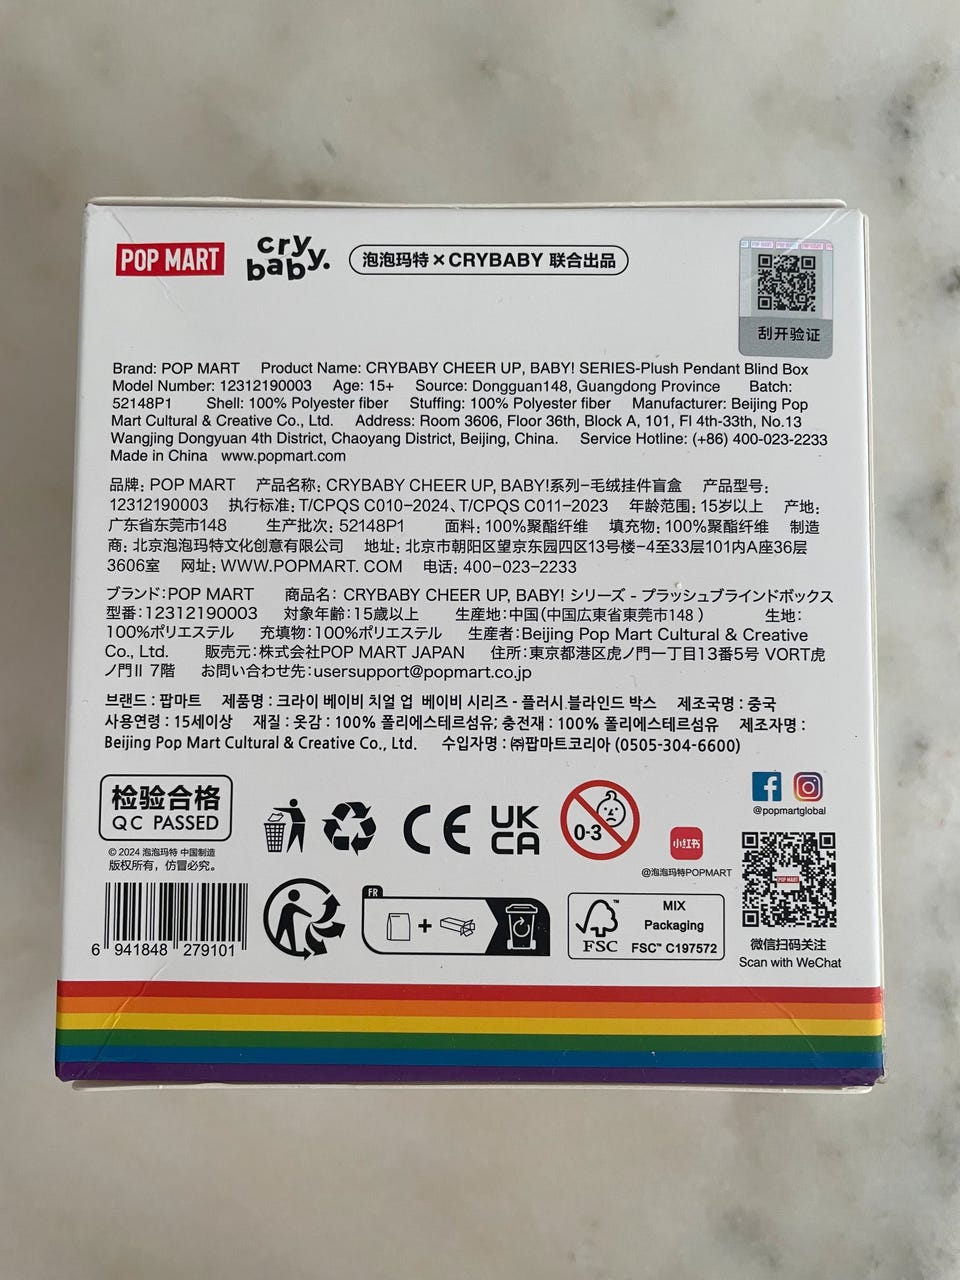 POP MART
cry baby.
泡泡玛特×CRYBABY 联合出品
刮开验证
Brand: POP MART Product Name: CRYBABY CHEER UP, BABY! SERIES-Plush Pendant Blind Box
Model Number: 12312190003 Age: 15+ Source: Dongguan148, Guangdong Province Batch:
52148P1 Shell: 100% Polyester fiber Stuffing: 100% Polyester fiber Manufacturer: Beijing Pop
Mart Cultural & Creative Co., Ltd. Address: Room 3606, Floor 36th, Block A, 101, Fl 4th-33th, No.13
Wangjing Dongyuan 4th District, Chaoyang District, Beijing, China. Service Hotline: (+86) 400-023-2233
Made in China www.popmart.com
品牌: POP MART 产品名称: CRYBABY CHEER UP, BABY!系列-毛绒挂件盲盒 产品型号:
12312190003 执行标准: T/CPQS C010-2024、T/CPQS C011-2023 年龄范围: 15岁以上 产地:
广东省东莞市148 生产批次: 52148P1 面料: 100%聚酯纤维 填充物: 100%聚酯纤维 制造
商: 北京泡泡玛特文化创意有限公司 地址: 北京市朝阳区望京东园四区13号楼-4至33层101内A座36层
3606室 网址: WWW.POPMART. COM 电话: 400-023-2233
ブランド:POP MART 商品名: CRYBABY CHEER UP, BABY! シリーズ - プラッシュブラインドボックス
型番:12312190003 対象年齢:15歳以上 生産地:中国(中国広東省東莞市148 ) 生地:
100%ポリエステル 充填物:100%ポリエステル 生産者:Beijing Pop Mart Cultural & Creative
Co., Ltd. 販売元:株式会社POP MART JAPAN 住所:東京都港区虎ノ門一丁目13番5号 VORT虎
ノ門II 7階 お問い合わせ先:usersupport@popmart.co.jp
브랜드 : 팝마트 제품명 : 크라이 베이비 치얼 업 베이비 시리즈 - 플러시 블라인드 박스 제조국명 : 중국
사용연령 : 15세이상 재질 : 옷감 : 100% 폴리에스테르섬유; 충전재 : 100% 폴리에스테르섬유 제조자명 :
Beijing Pop Mart Cultural & Creative Co., Ltd. 수입자명 : ㈜팝마트코리아 (0505-304-6600)
检验合格
QC PASSED
© 2024 泡泡玛特 中国制造
版权所有，仿冒必究。
CE
UK
CA
0-3
小红书
@泡泡玛特POPMART
@popmartglobal
POP MART
微信扫码关注
Scan with WeChat
6 941848 279101
FR
FSC™
MIX
Packaging
FSC™ C197572